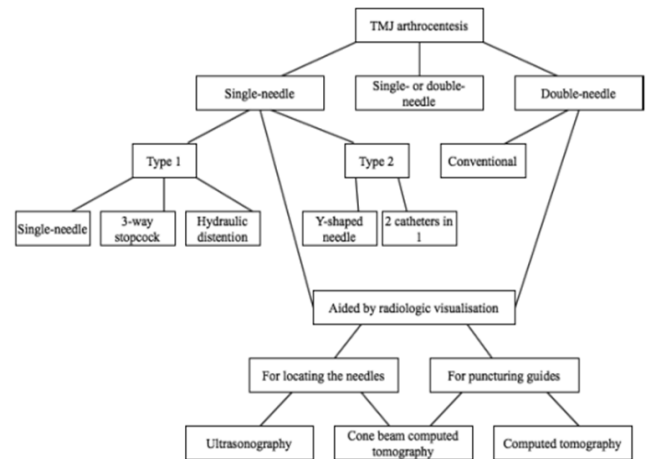 TMJ arthrocentesis
Single-needle
Single- or double-
needle
Double-needle
Type 1
Type 2
Conventional
Single-needle
3-way
stopcock
Hydraulic
distention
Y-shaped
needle
2 catheters in
1
Aided by radiologic visualisation
For locating the needles
For puncturing guides
Ultrasonography
Cone beam computed
tomography
Computed tomography